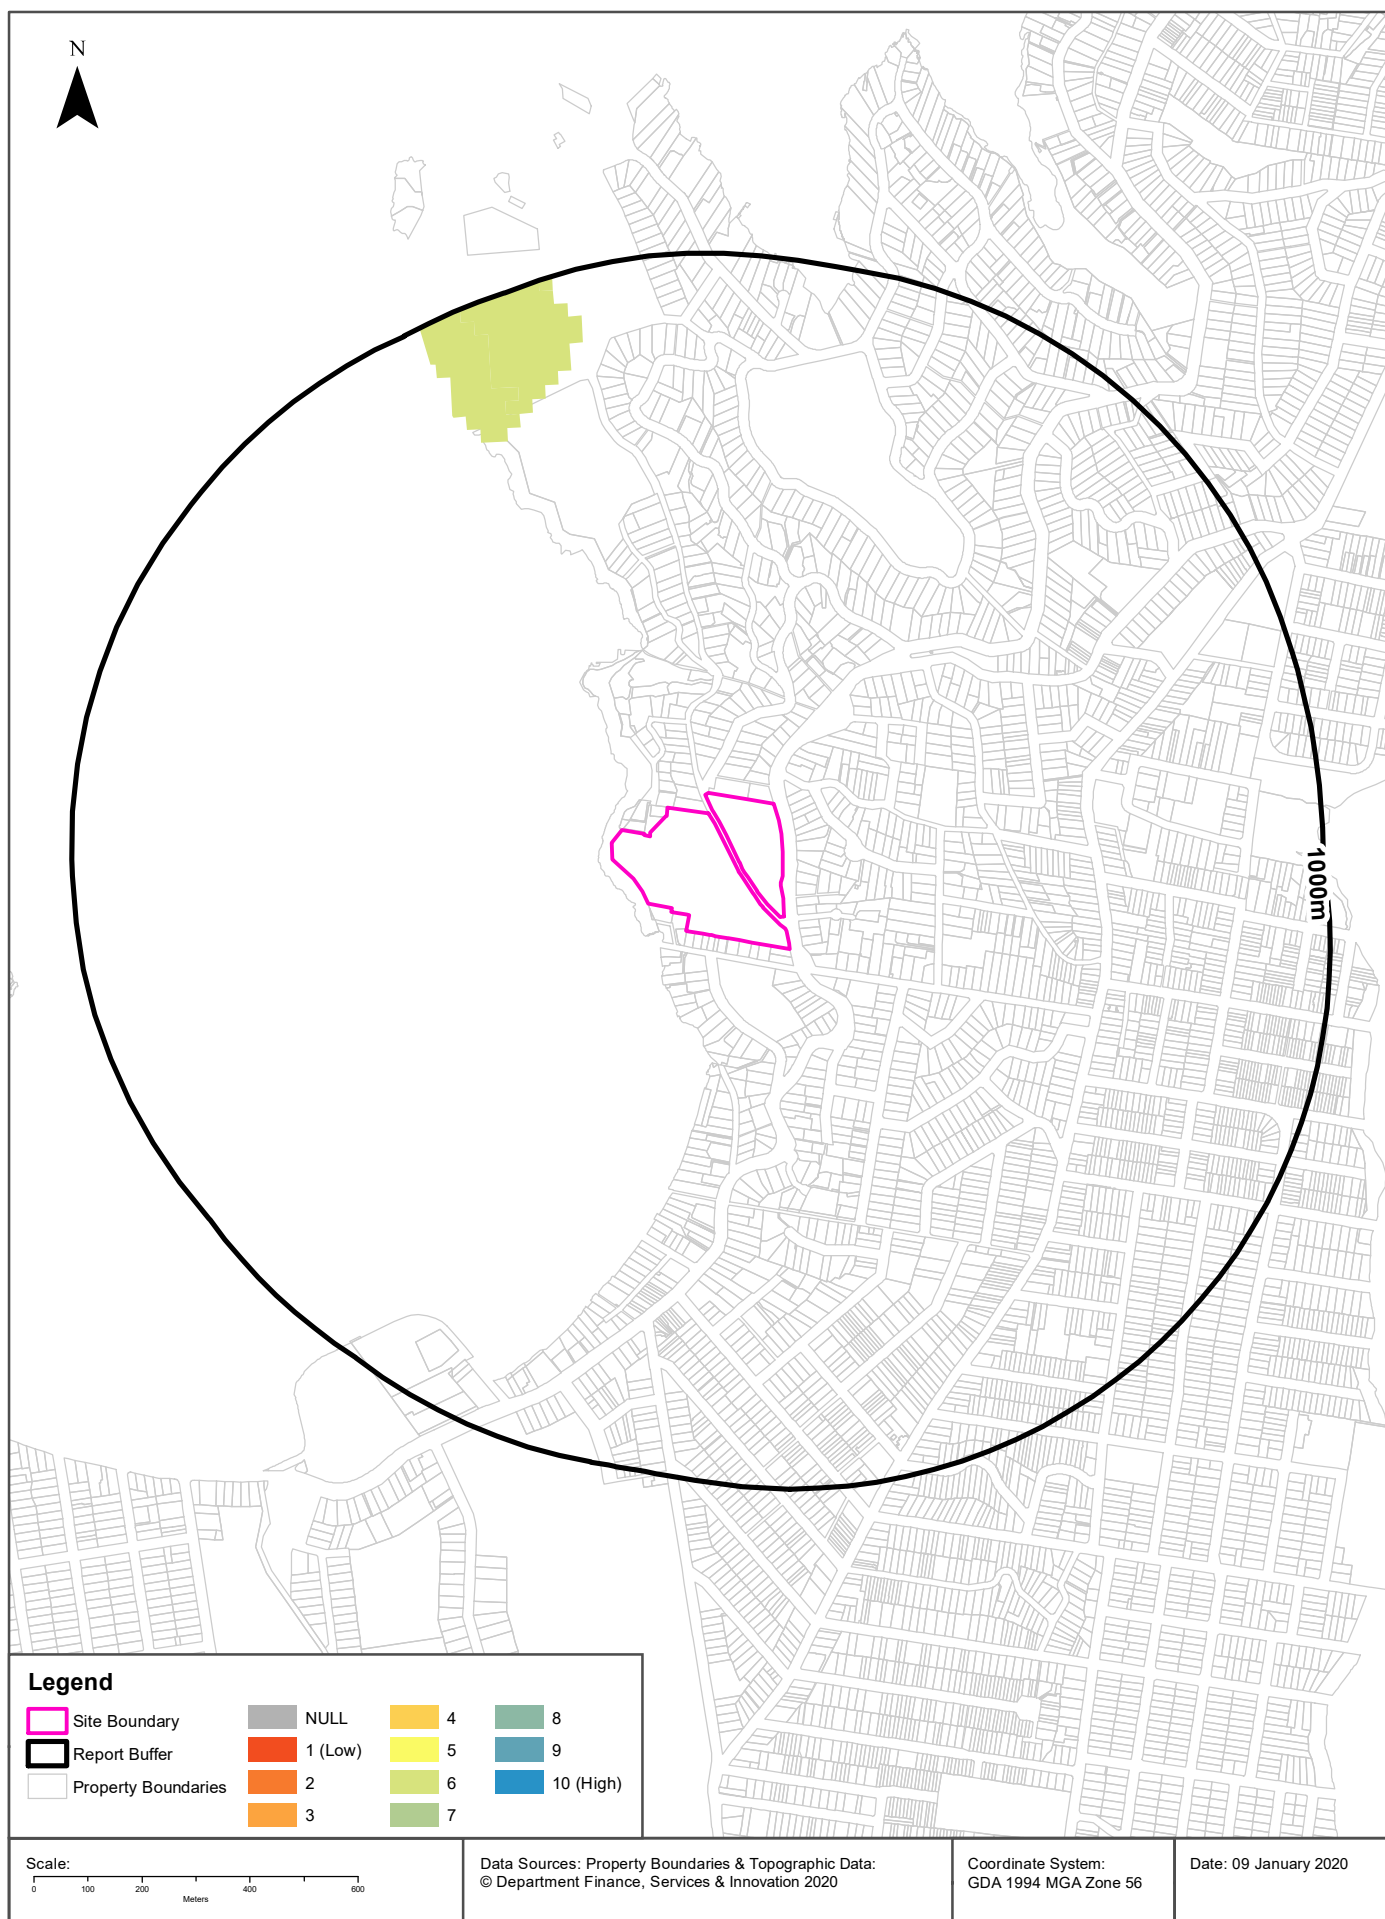 N
1000m
Legend
Site Boundary
Report Buffer
Property Boundaries
NULL
1 (Low)
2
3
4
5
6
7
8
9
10 (High)
Scale:
0 100 200 400 600
Meters
Data Sources: Property Boundaries & Topographic Data:
© Department Finance, Services & Innovation 2020
Coordinate System:
GDA 1994 MGA Zone 56
Date: 09 January 2020